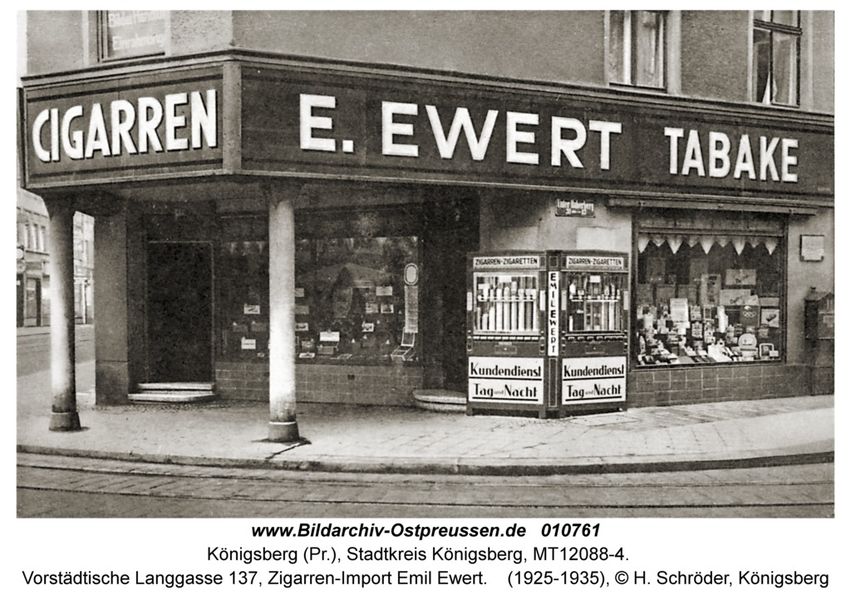 CIGARREN
E. EWERT
TABAKE
Unter Haberberg
ZIGARREN-ZIGARETTEN
ZIGARREN-ZIGARETTEN
EMIL EWERT
Kundendienst
Tag und Nacht
Kundendienst
Tag und Nacht
www.Bildarchiv-Ostpreussen.de 010761
Königsberg (Pr.), Stadtkreis Königsberg, MT12088-4.
Vorstädtische Langgasse 137, Zigarren-Import Emil Ewert. (1925-1935), © H. Schröder, Königsberg